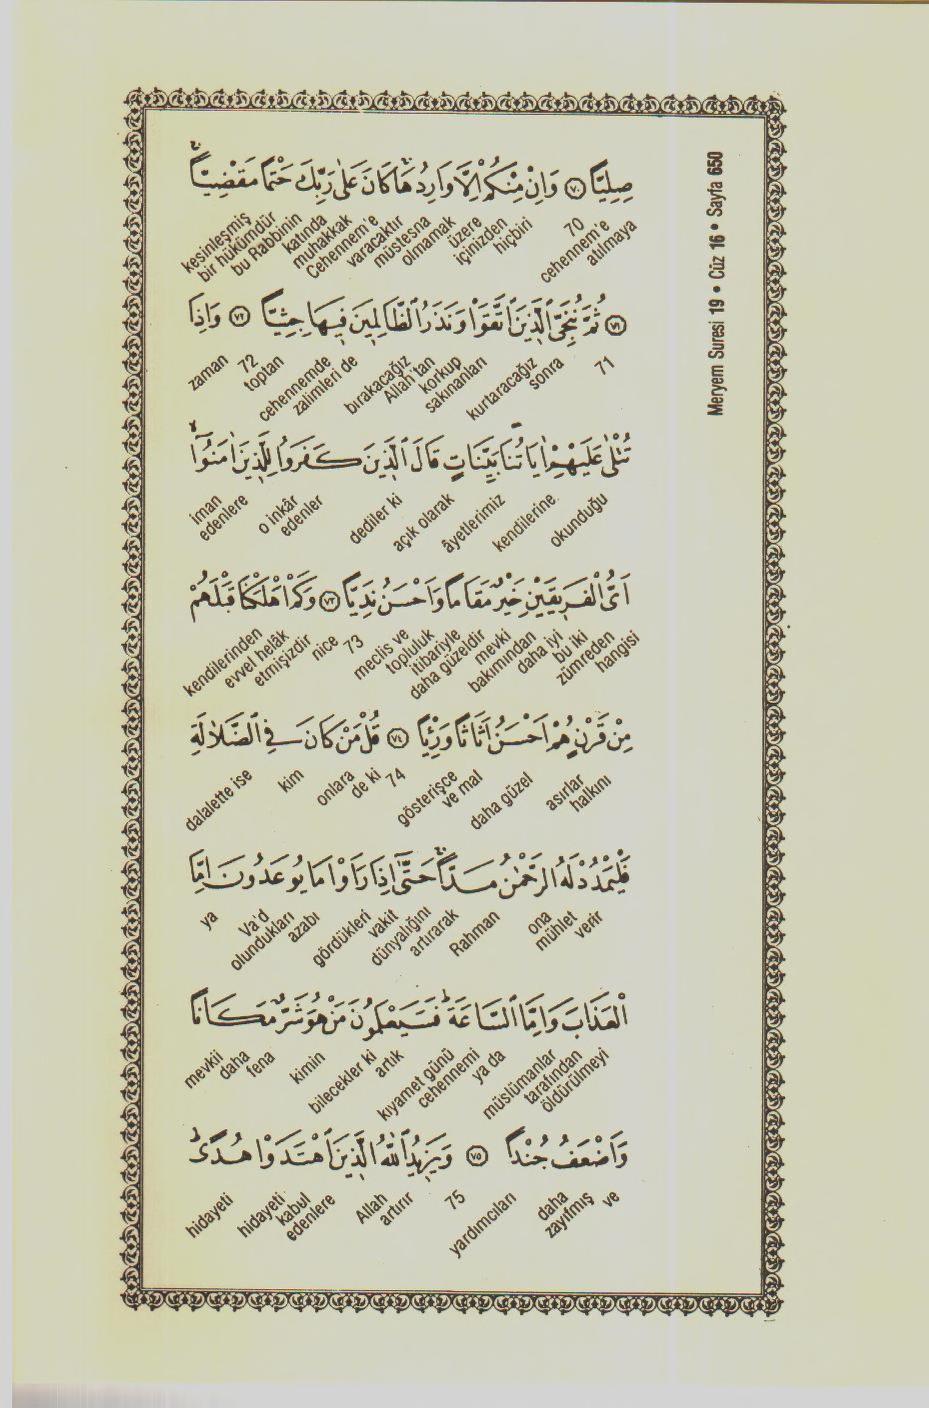 Meryem Suresi 19 • Cüz 16 • Sayfa 650
صِلِيًّا ﴿٧٠﴾ وَاِنْ مِنْكُمْ اِلَّا وَارِدُهَا كَانَ عَلٰى رَبِّكَ حَتْمًا مَقْضِيًّا
atılmaya cehennem'e 70 hiçbiri içinizden üzere olmamak müstesna varacaktır Cehennem'e muhakkak katında bu Rabbinin bir hükümdür kesinleşmiş
﴿٧١﴾ ثُمَّ نُنَجِّي الَّذٖينَ اتَّقَوْا وَنَذَرُ الظَّالِمٖينَ فٖيهَا جِثِيًّا ﴿٧٢﴾ وَاِذَا
71 sonra kurtaracağız sakınanları korkup Allah'tan bırakacağız zalimleri de cehennemde toptan 72 zaman
تُتْلٰى عَلَيْهِمْ اٰيَاتُنَا بَيِّنَاتٍ قَالَ الَّذٖينَ كَفَرُوا لِلَّذٖينَ اٰمَنُوا
okunduğu kendilerine âyetlerimiz açık olarak dediler ki o inkâr edenler iman edenlere
اَيُّ الْفَرٖيقَيْنِ خَيْرٌ مَقَامًا وَاَحْسَنُ نَدِيًّا ﴿٧٣﴾ وَكَمْ اَهْلَكْنَا قَبْلَهُمْ
hangisi zümreden bu iki daha iyi bakımından mevki daha güzeldir itibariyle topluluk meclis ve 73 nice etmişizdir evvel helâk kendilerinden
مِنْ قَرْنٍ هُمْ اَحْسَنُ اَثَاثًا وَرِئْيًا ﴿٧٤﴾ قُلْ مَنْ كَانَ فِي الضَّلَالَةِ
asırlar halkını daha güzel ve mal gösterişce 74 de ki onlara kim dalalette ise
فَلْيَمْدُدْ لَهُ الرَّحْمٰنُ مَدًّا حَتّٰى اِذَا رَاَوْا مَا يُوعَدُونَ اِمَّا
verir mühlet ona Rahman artırarak dünyalığını vakit gördükleri azabı olundukları Va'd ya
الْعَذَابَ وَاِمَّا السَّاعَةَ فَسَيَعْلَمُونَ مَنْ هُوَ شَرٌّ مَكَانًا
öldürülmeyi tarafından müslümanlar ya da cehennemi kıyamet günü artık bilecekler ki kimin fena daha mevkii
وَاَضْعَفُ جُنْدًا ﴿٧٥﴾ وَيَزٖيدُ اللّٰهُ الَّذٖينَ اهْتَدَوْا هُدًى
ve zayıfmış daha yardımcıları 75 artırır Allah edenlere kabul hidayeti hidayeti